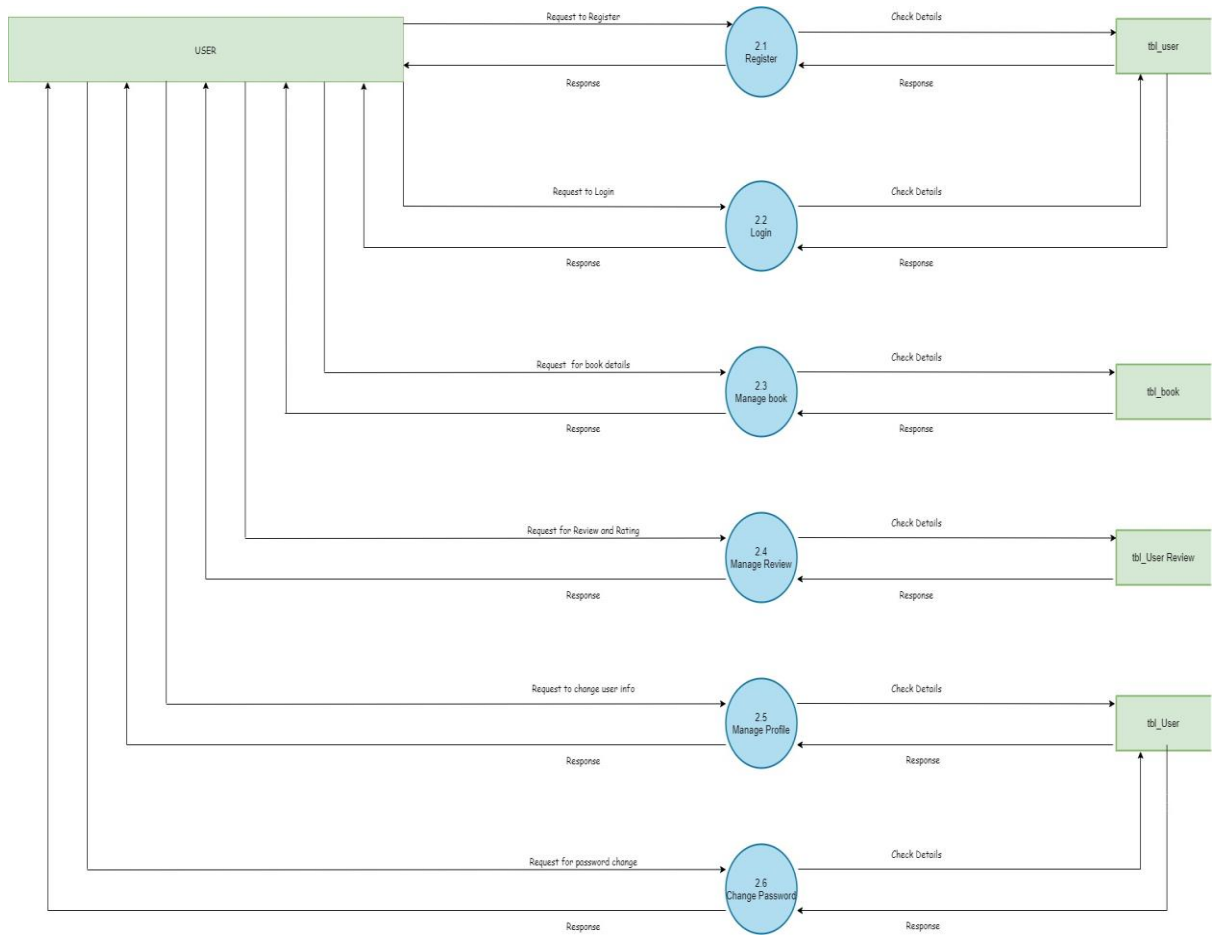 USER
Request to Register
2.1
Register
Check Details
tbl_user
Response
Response
Request to Login
2.2
Login
Check Details
Response
Response
Request for book details
2.3
Manage book
Check Details
tbl_book
Response
Response
Request for Review and Rating
2.4
Manage Review
Check Details
tbl_User Review
Response
Response
Request to change user info
2.5
Manage Profile
Check Details
tbl_User
Response
Response
Request for password change
2.6
Change Password
Check Details
Response
Response